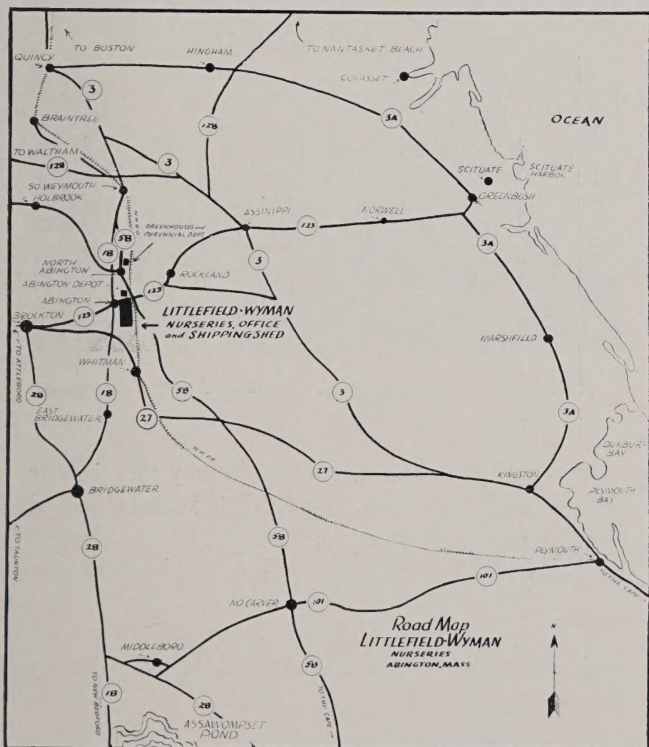 TO BOSTON
TO NANTASKET BEACH
QUINCY
HINGHAM
COHASSET
3
128
3A
OCEAN
BRAINTREE
TO WALTHAM
128
3
SCITUATE
SCITUATE HARBOR
SO WEYMOUTH
HOLBROOK
GREENBUSH
NORWELL
ASSINIPPI
123
GREENHOUSES and
PERENNIAL DEPT
18
58
NORTH ABINGTON
3A
ABINGTON DEPOT
ROCKLAND
3
ABINGTON
123
BROCKTON
123
LITTLEFIELD-WYMAN
NURSERIES, OFFICE
and SHIPPING SHED
MARSHFIELD
TO ATTLEBORO
WHITMAN
28
18
58
3
3A
EAST
BRIDGEWATER
27
DUXBURY
BAY
27
KINGSTON
BRIDGEWATER
PLYMOUTH
BAY
TO TAUNTON
28
58
PLYMOUTH
TO THE CAPE
101
NO CARVER
101
Road Map
LITTLEFIELD-WYMAN
NURSERIES
ABINGTON, MASS
N
MIDDLEBORO
58
TO NEW BEDFORD
18
28
TO THE CAPE
ASSAWOMPSET
POND